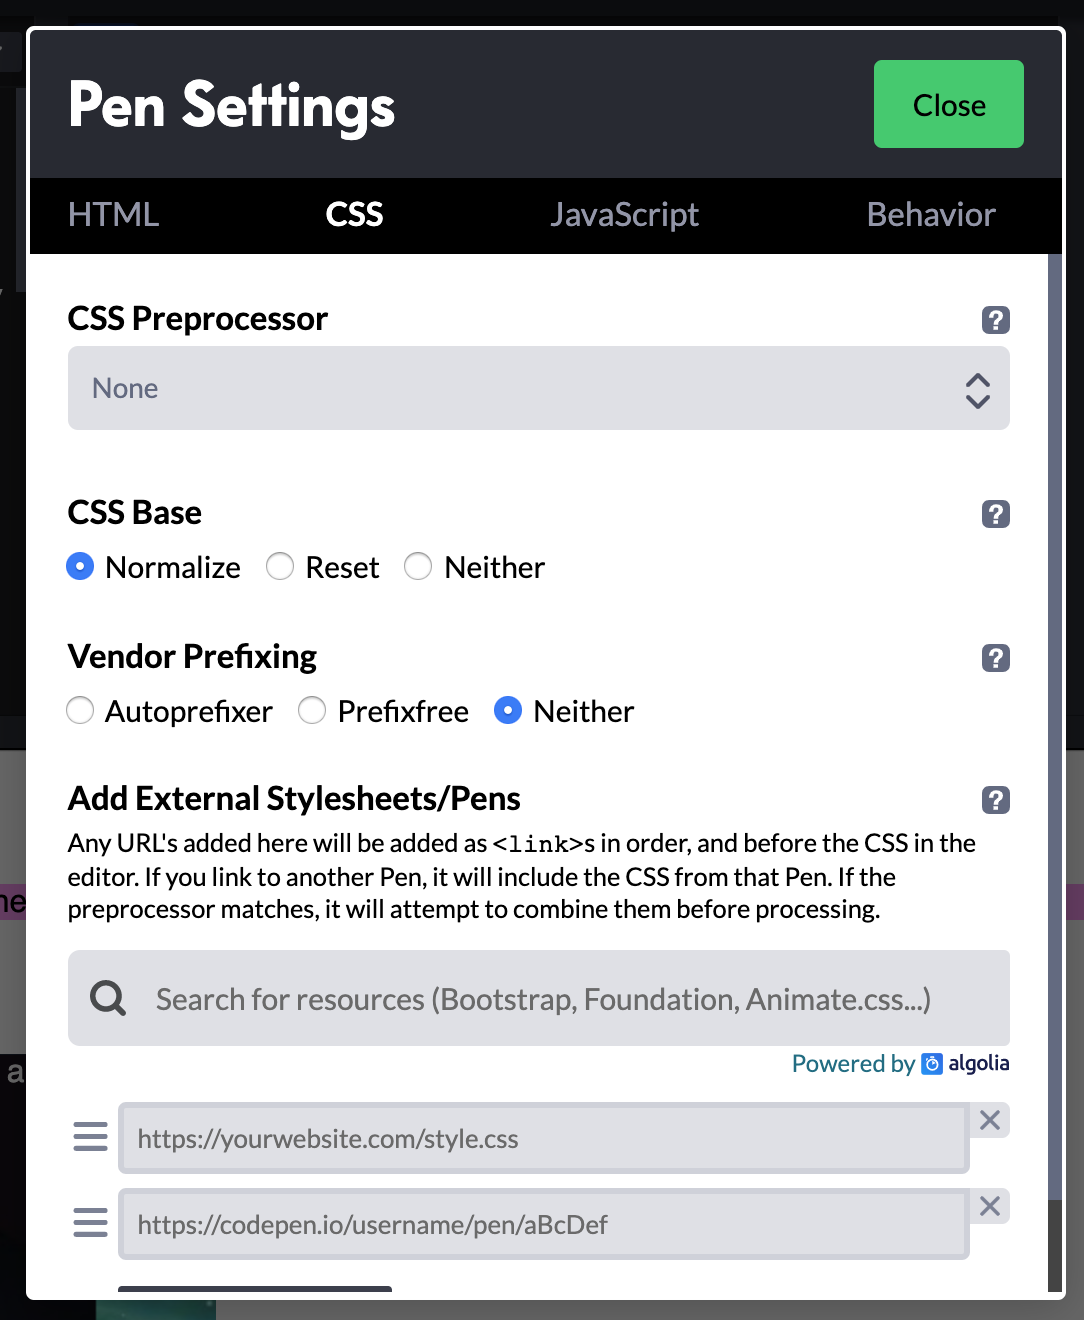 Pen Settings
Close
HTML CSS JavaScript Behavior
CSS Preprocessor ?
None
CSS Base ?
Normalize Reset Neither
Vendor Prefixing ?
Autoprefixer Prefixfree Neither
Add External Stylesheets/Pens ?
Any URL's added here will be added as <link>s in order, and before the CSS in the
editor. If you link to another Pen, it will include the CSS from that Pen. If the
preprocessor matches, it will attempt to combine them before processing.
Search for resources (Bootstrap, Foundation, Animate.css...)
Powered by algolia
https://yourwebsite.com/style.css
https://codepen.io/username/pen/aBcDef